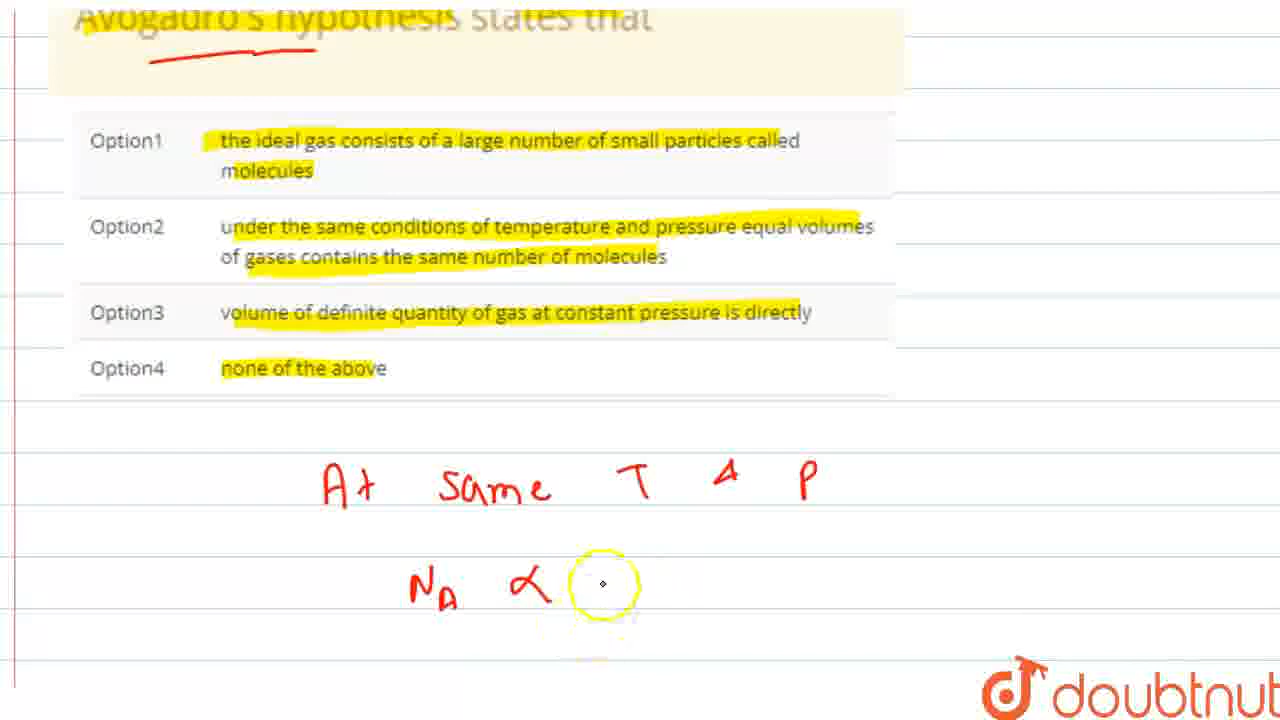 Avogadro's hypothesis states that
Option1 the ideal gas consists of a large number of small particles called
molecules
Option2 under the same conditions of temperature and pressure equal volumes
of gases contains the same number of molecules
Option3 volume of definite quantity of gas at constant pressure is directly
Option4 none of the above
At same T & P
NA ∝
doubtnut